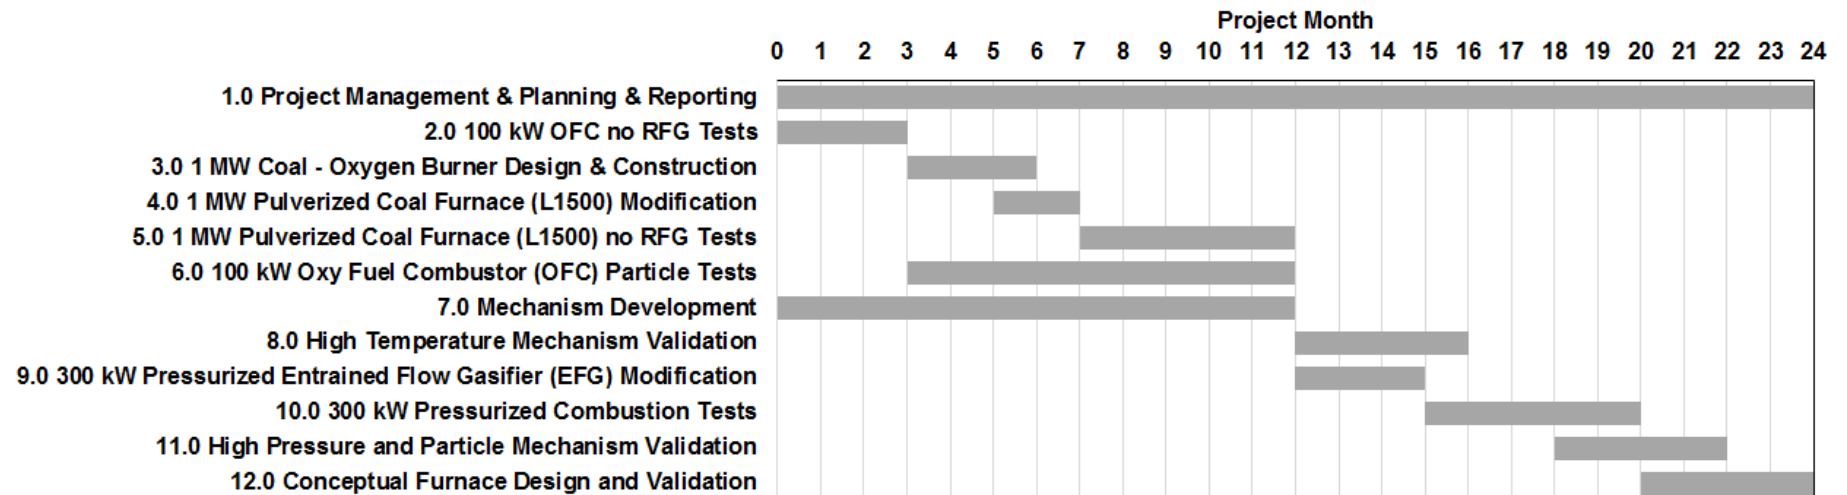 Project Month
0 1 2 3 4 5 6 7 8 9 10 11 12 13 14 15 16 17 18 19 20 21 22 23 24
1.0 Project Management & Planning & Reporting
2.0 100 kW OFC no RFG Tests
3.0 1 MW Coal - Oxygen Burner Design & Construction
4.0 1 MW Pulverized Coal Furnace (L1500) Modification
5.0 1 MW Pulverized Coal Furnace (L1500) no RFG Tests
6.0 100 kW Oxy Fuel Combustor (OFC) Particle Tests
7.0 Mechanism Development
8.0 High Temperature Mechanism Validation
9.0 300 kW Pressurized Entrained Flow Gasifier (EFG) Modification
10.0 300 kW Pressurized Combustion Tests
11.0 High Pressure and Particle Mechanism Validation
12.0 Conceptual Furnace Design and Validation